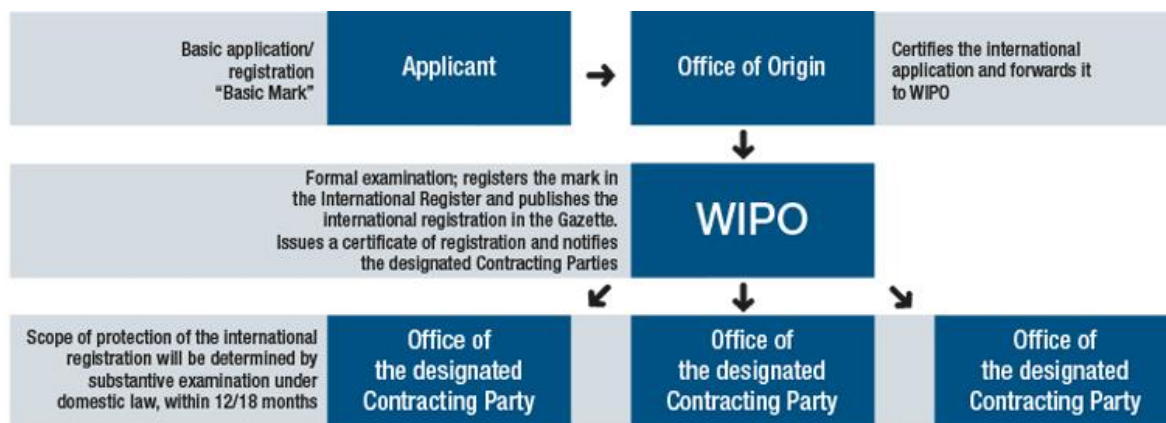 Basic application/
registration
“Basic Mark”
Applicant
Office of Origin
Certifies the international
application and forwards it
to WIPO
Formal examination; registers the mark in
the International Register and publishes the
international registration in the Gazette.
Issues a certificate of registration and notifies
the designated Contracting Parties
WIPO
Scope of protection of the international
registration will be determined by
substantive examination under
domestic law, within 12/18 months
Office of
the designated
Contracting Party
Office of
the designated
Contracting Party
Office of
the designated
Contracting Party